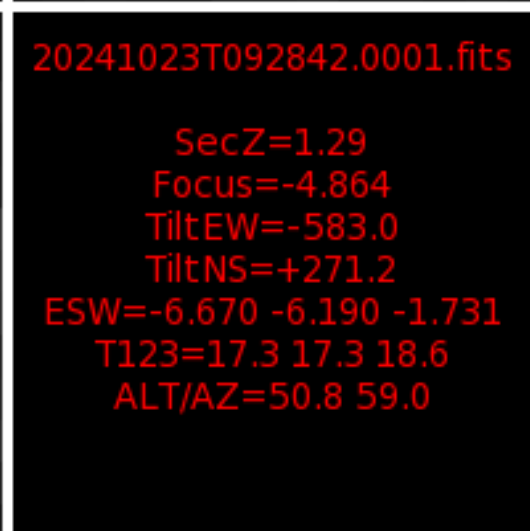 20241023T092842.0001.fits
SecZ=1.29
Focus=-4.864
TiltEW=-583.0
TiltNS=+271.2
ESW=-6.670 -6.190 -1.731
T123=17.3 17.3 18.6
ALT/AZ=50.8 59.0